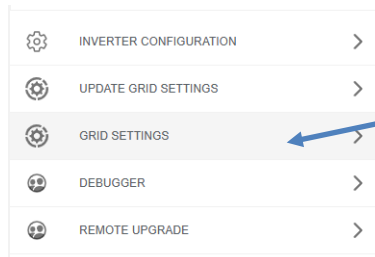 INVERTER CONFIGURATION
UPDATE GRID SETTINGS
GRID SETTINGS
DEBUGGER
REMOTE UPGRADE